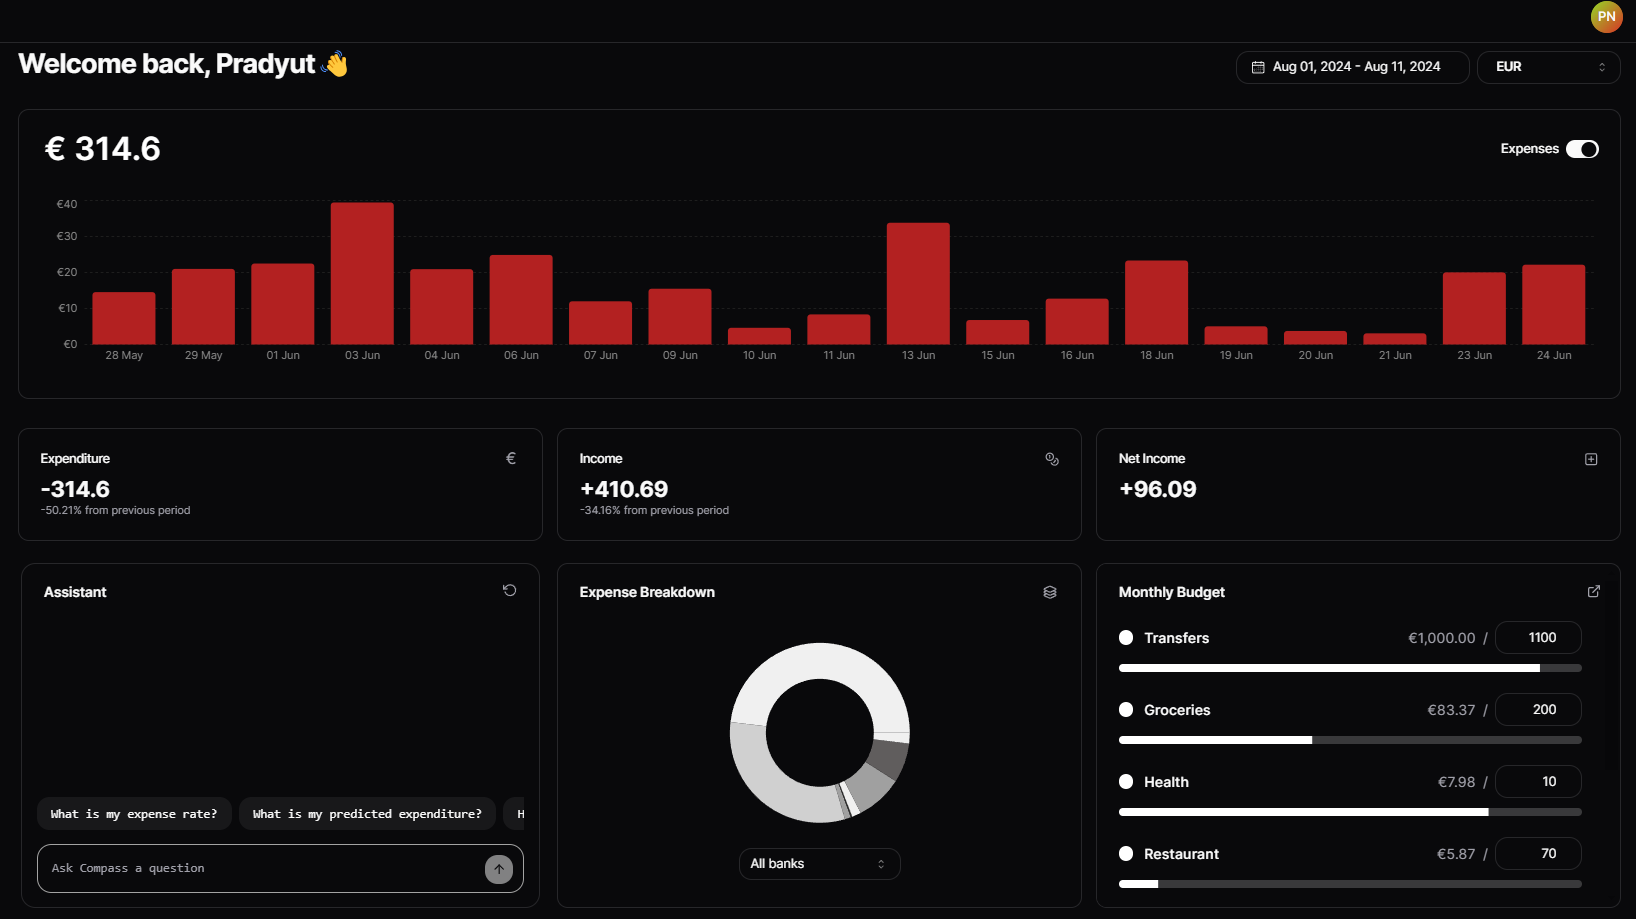 PN
Welcome back, Pradyut 👋
Aug 01, 2024 - Aug 11, 2024
EUR
€ 314.6
Expenses
€40
€30
€20
€10
€0
28 May 29 May 01 Jun 03 Jun 04 Jun 06 Jun 07 Jun 09 Jun 10 Jun 11 Jun 13 Jun 15 Jun 16 Jun 18 Jun 19 Jun 20 Jun 21 Jun 23 Jun 24 Jun
Expenditure €
-314.6
-50.21% from previous period
Income
+410.69
-34.16% from previous period
Net Income
+96.09
Assistant
What is my expense rate? What is my predicted expenditure? H
Ask Compass a question
Expense Breakdown
All banks
Monthly Budget
Transfers €1,000.00 / 1100
Groceries €83.37 / 200
Health €7.98 / 10
Restaurant €5.87 / 70